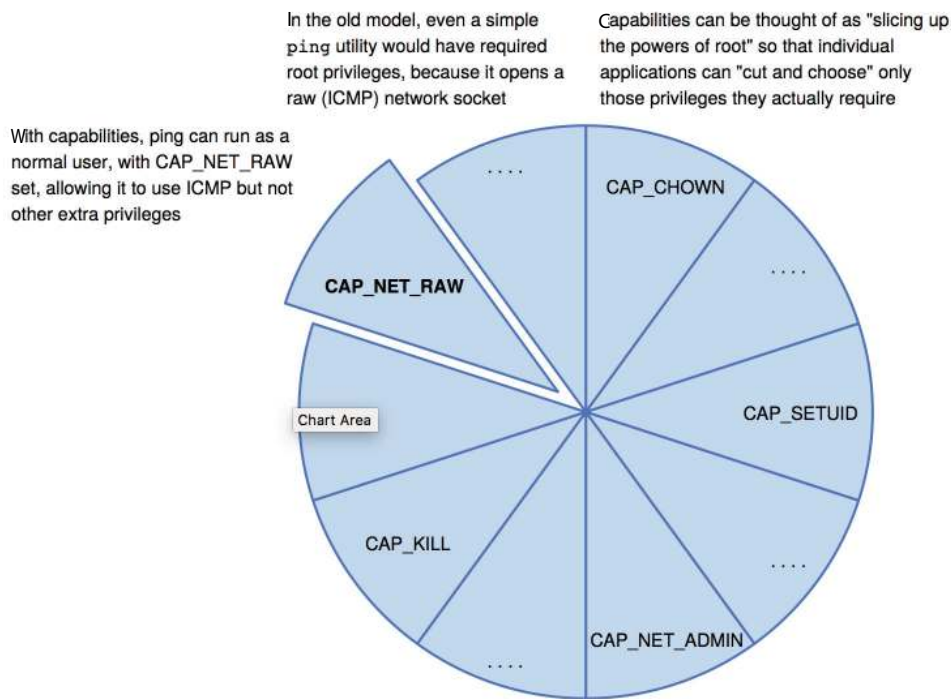 In the old model, even a simple
ping utility would have required
root privileges, because it opens a
raw (ICMP) network socket
Capabilities can be thought of as "slicing up
the powers of root" so that individual
applications can "cut and choose" only
those privileges they actually require
With capabilities, ping can run as a
normal user, with CAP_NET_RAW
set, allowing it to use ICMP but not
other extra privileges
....
CAP_CHOWN
....
CAP_NET_RAW
Chart Area
CAP_SETUID
CAP_KILL
....
CAP_NET_ADMIN
....